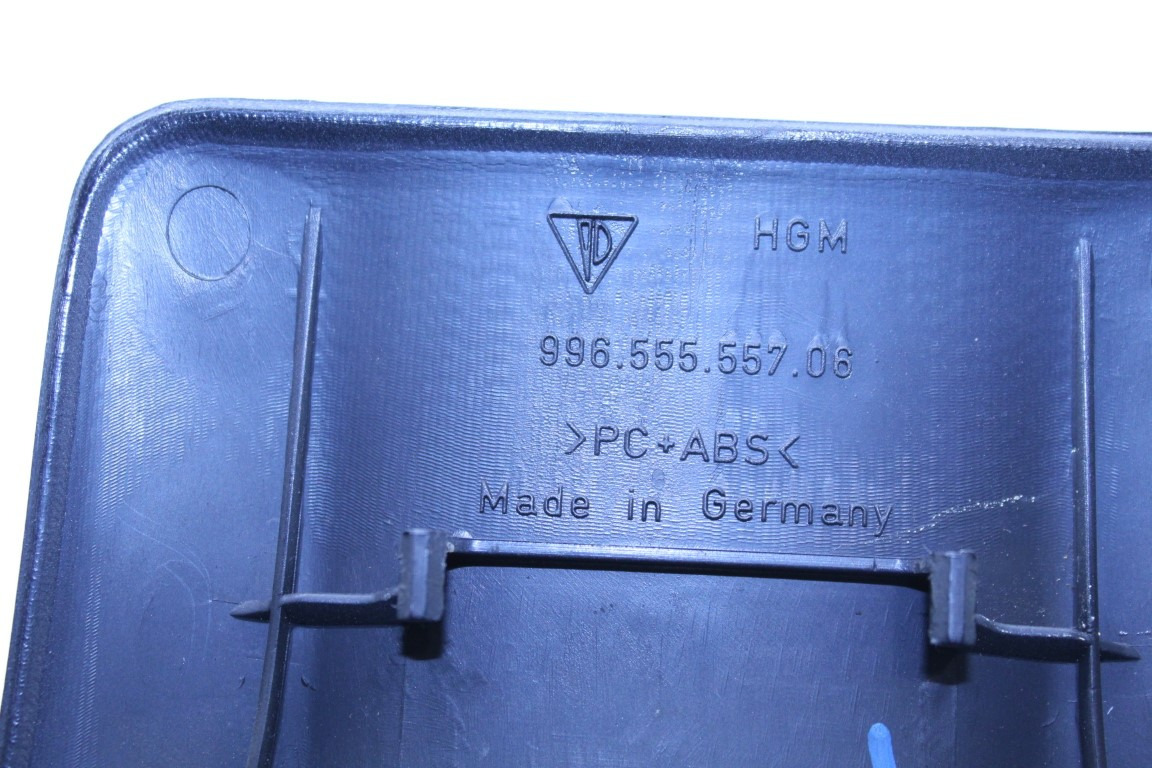 HGM
996.555.557.06
>PC+ABS<
Made in Germany